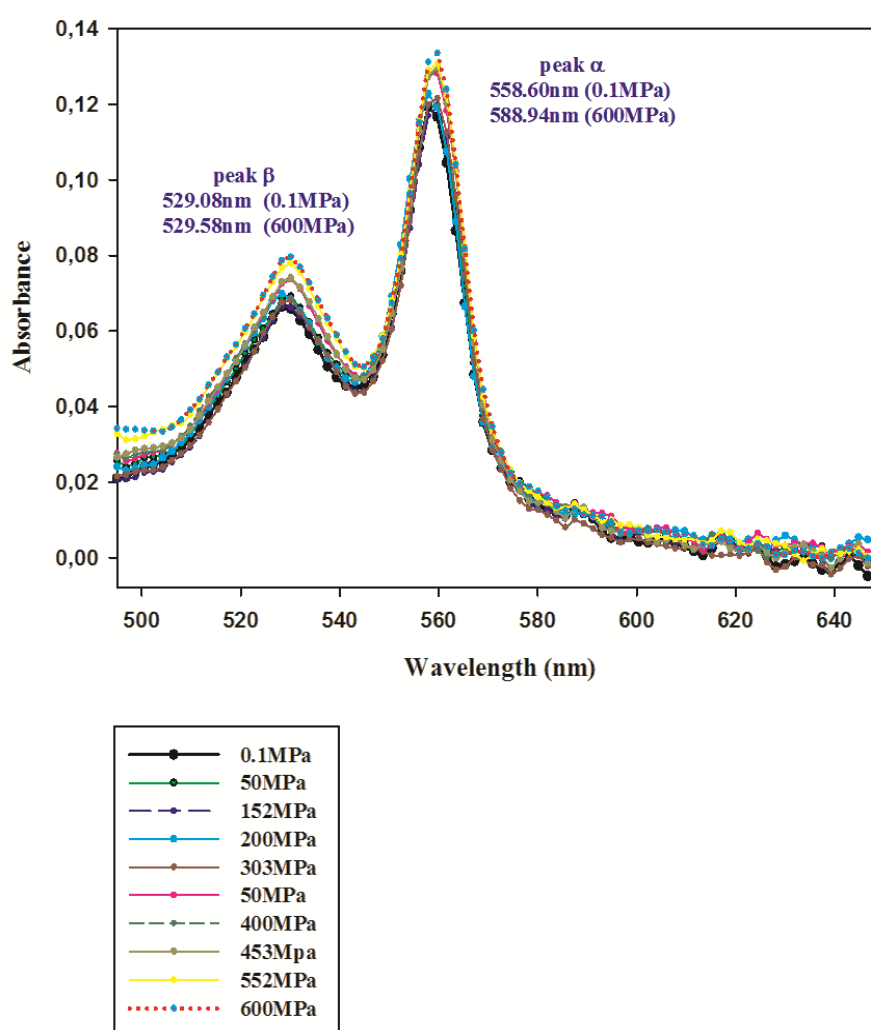 0,14
0,12
0,10
0,08
0,06
0,04
0,02
0,00
Absorbance
peak α
558.60nm (0.1MPa)
588.94nm (600MPa)
peak β
529.08nm (0.1MPa)
529.58nm (600MPa)
500 520 540 560 580 600 620 640
Wavelength (nm)
0.1MPa
50MPa
152MPa
200MPa
303MPa
50MPa
400MPa
453Mpa
552MPa
600MPa